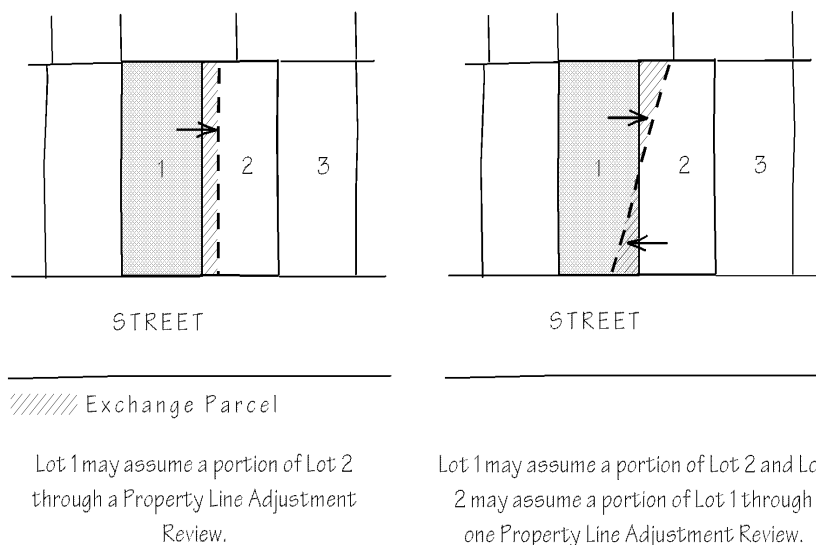 1
2
3
1
2
3
STREET
STREET
Exchange Parcel
Lot 1 may assume a portion of Lot 2
through a Property Line Adjustment
Review.
Lot 1 may assume a portion of Lot 2 and
2 may assume a portion of Lot 1 through
one Property Line Adjustment Review.